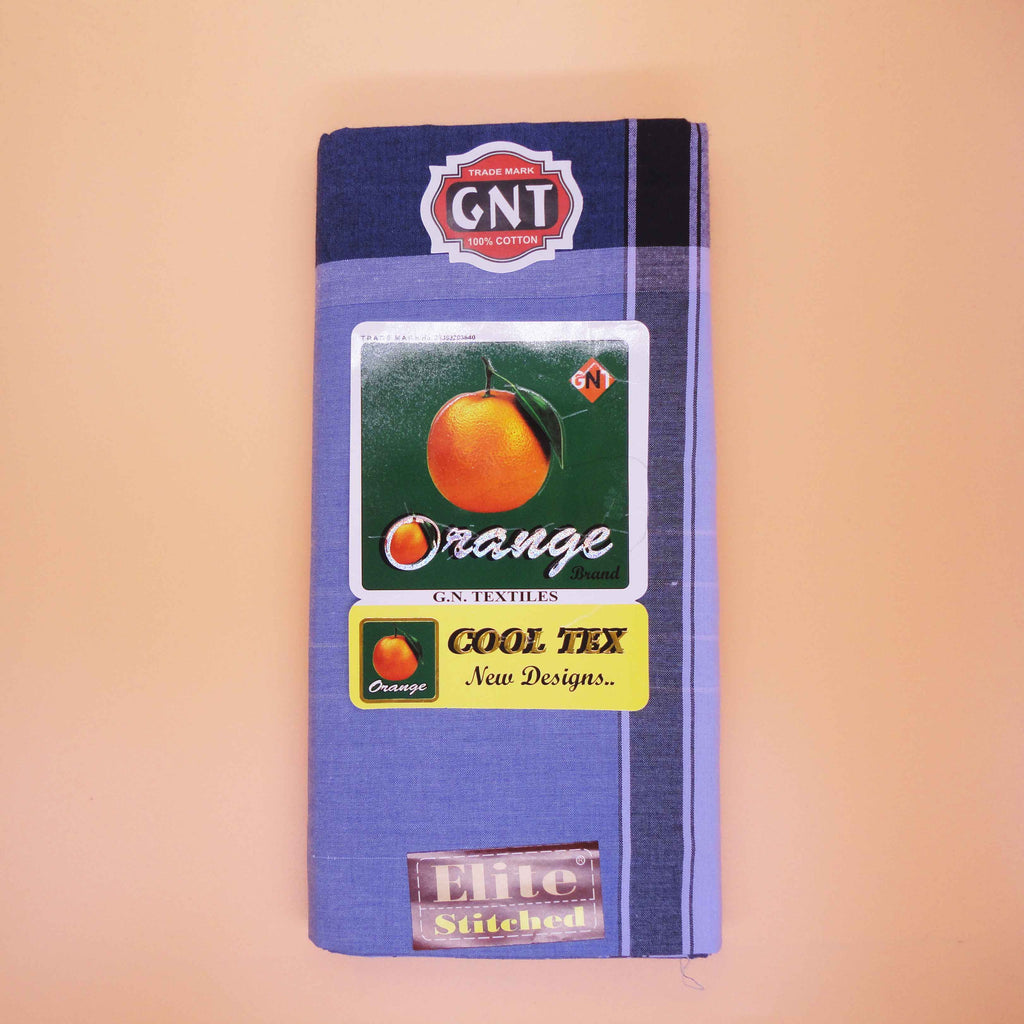 TRADE MARK
GNT
100% COTTON
GNT
Orange
Brand
G.N. TEXTILES
Orange
COOL TEX
New Designs..
Elite®
Stitched